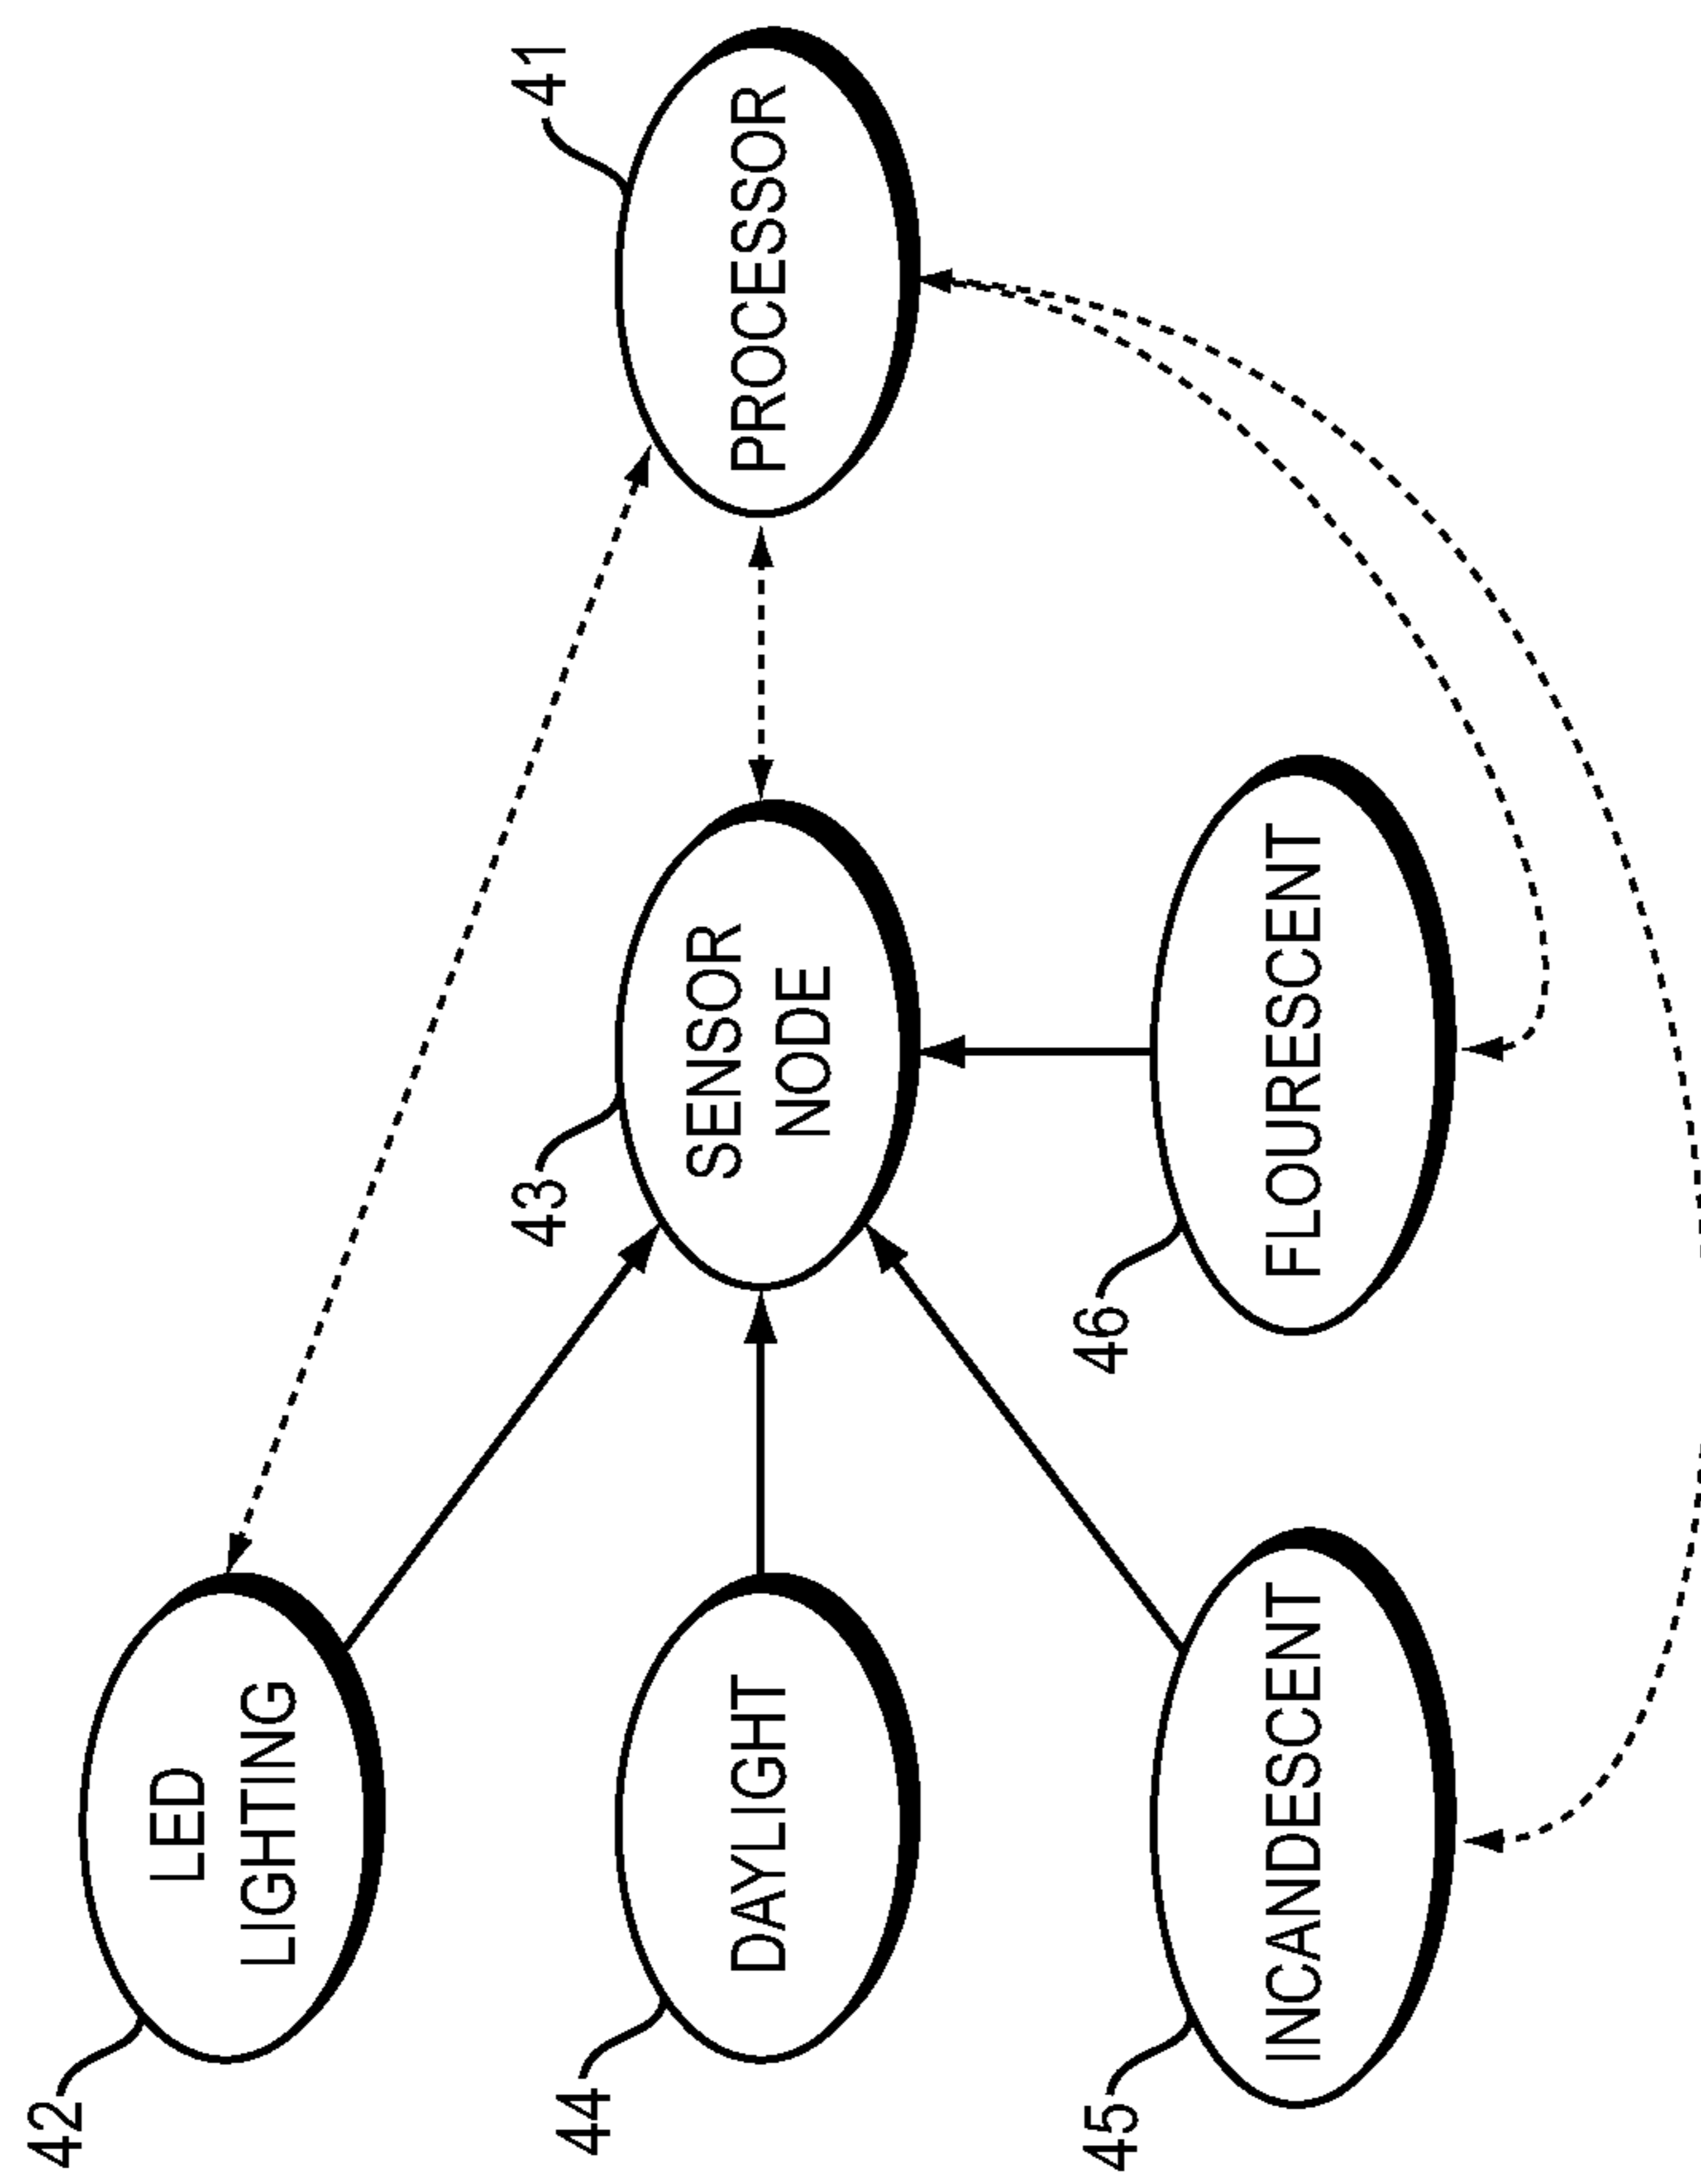 42
LED
LIGHTING
43
41
44
DAYLIGHT
SENSOR
NODE
PROCESSOR
45
46
INCANDESCENT
FLOURESCENT